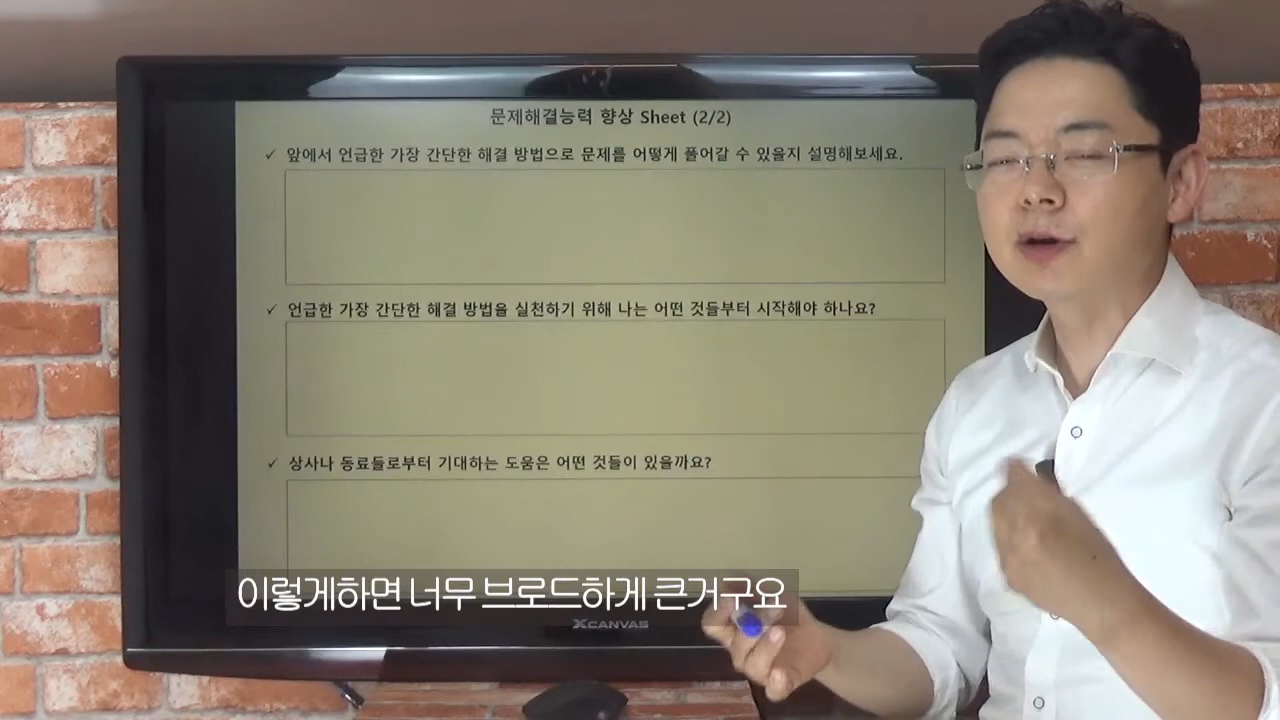 문제해결능력 향상 Sheet (2/2)
✓ 앞에서 언급한 가장 간단한 해결 방법으로 문제를 어떻게 풀어갈 수 있을지 설명해보세요.
✓ 언급한 가장 간단한 해결 방법을 실천하기 위해 나는 어떤 것들부터 시작해야 하나요?
✓ 상사나 동료들로부터 기대하는 도움은 어떤 것들이 있을까요?
이렇게하면 너무 브로드하게 큰거구요
XCANVAS